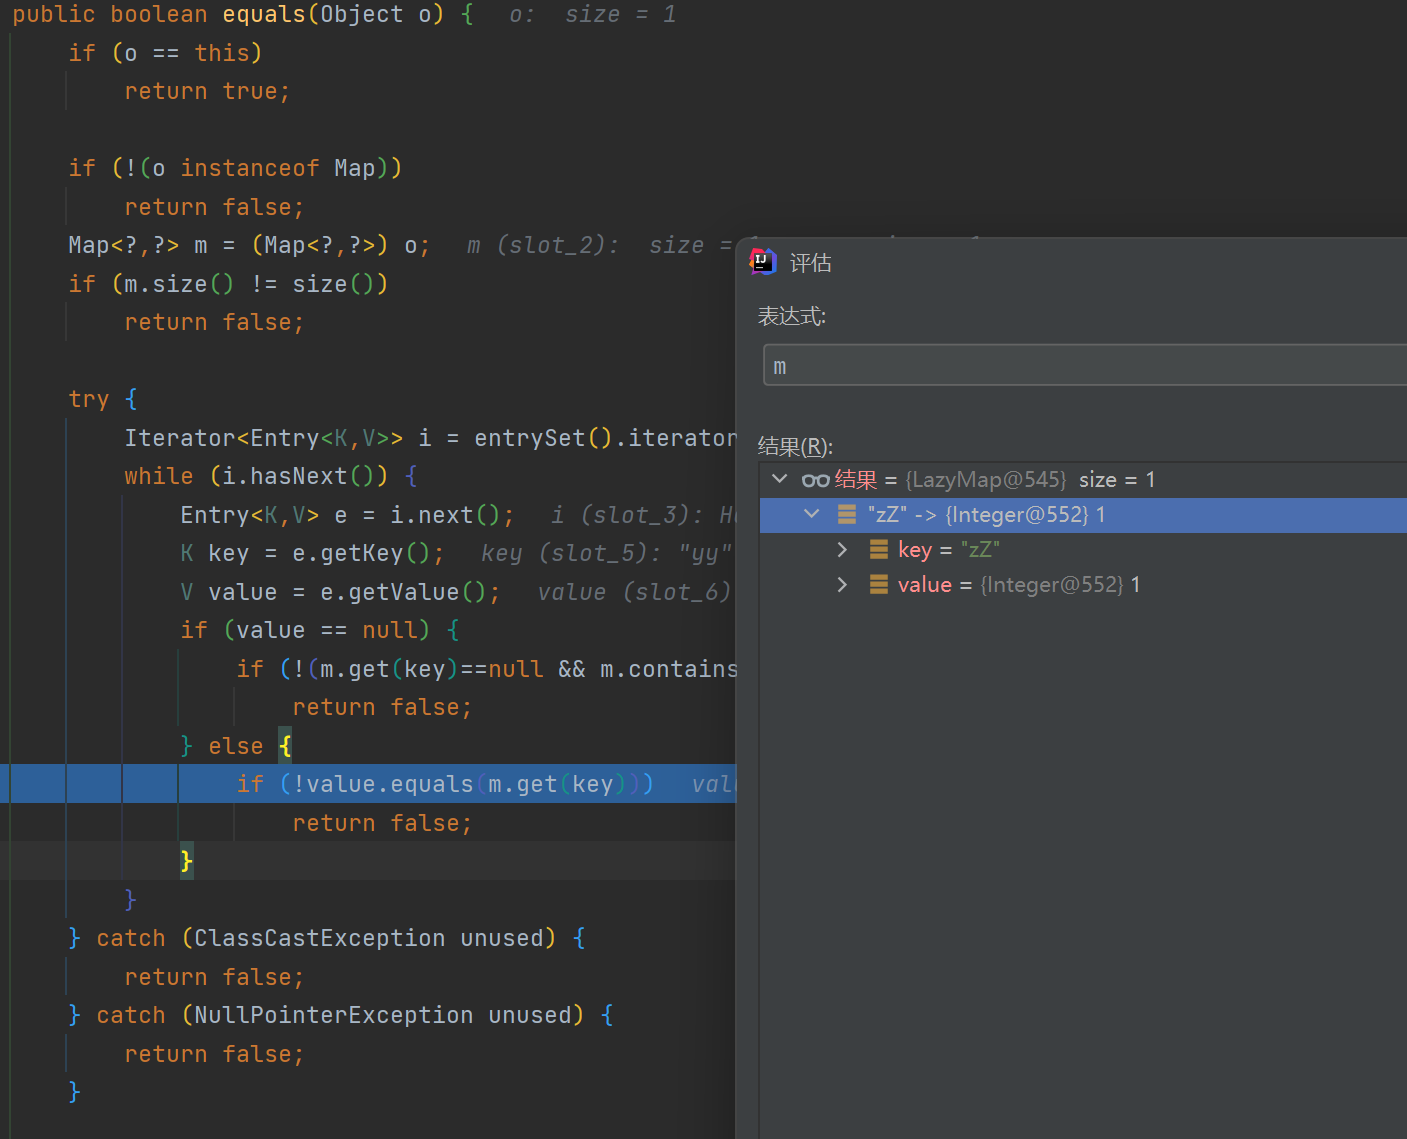 public boolean equals(Object o) {   o:  size = 1
    if (o == this)
        return true;

    if (!(o instanceof Map))
        return false;
    Map<?,?> m = (Map<?,?>) o;   m (slot_2):  size =
    if (m.size() != size())
        return false;

    try {
        Iterator<Entry<K,V>> i = entrySet().iterator
        while (i.hasNext()) {
            Entry<K,V> e = i.next();   i (slot_3):
            K key = e.getKey();   key (slot_5): "yy"
            V value = e.getValue();   value (slot_6)
            if (value == null) {
                if (!(m.get(key)==null && m.contains
                    return false;
            } else {
                if (!value.equals(m.get(key)))
                    return false;
            }
        }
    } catch (ClassCastException unused) {
        return false;
    } catch (NullPointerException unused) {
        return false;
    }
IJ
评估
表达式:
m
结果(R):
结果 = {LazyMap@545} size = 1
"zZ" -> {Integer@552} 1
key = "zZ"
value = {Integer@552} 1